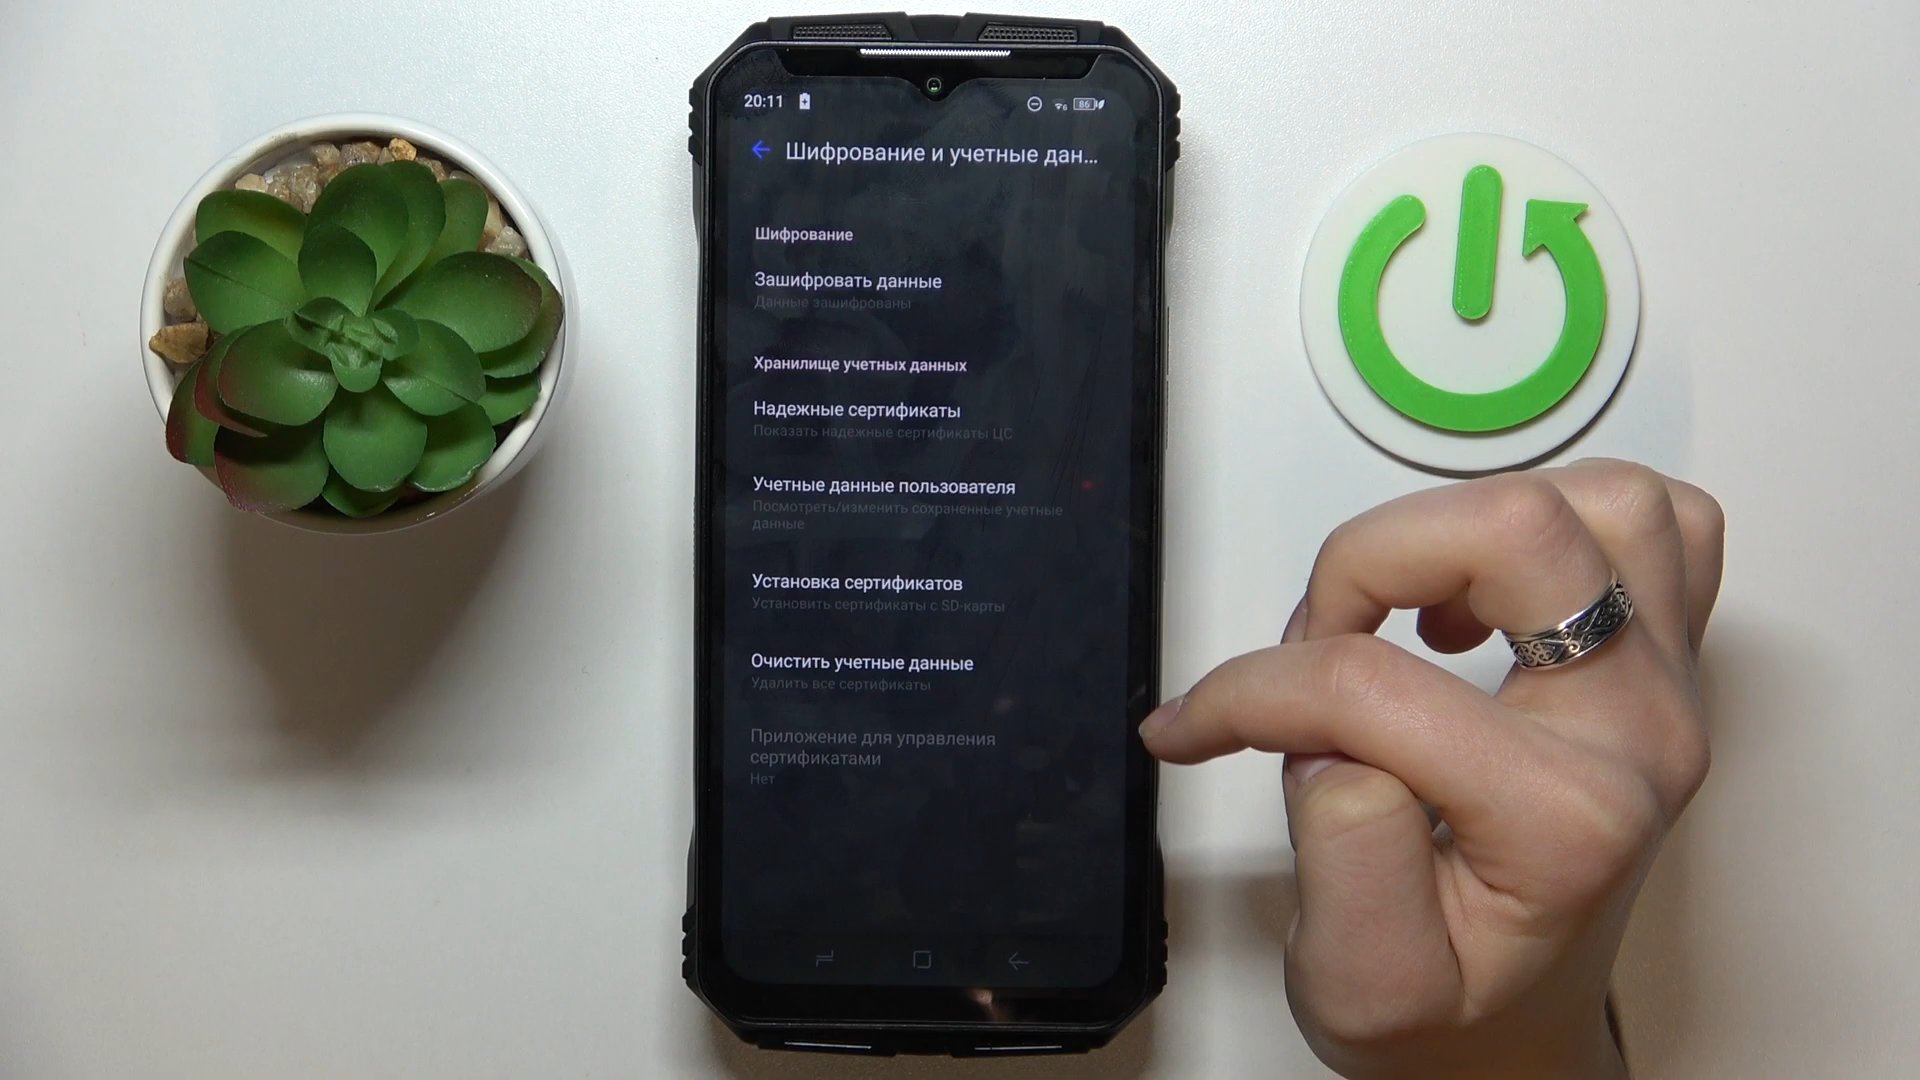 20:11
86
Шифрование и учетные дан...
Шифрование
Зашифровать данные
Данные зашифрованы
Хранилище учетных данных
Надежные сертификаты
Показать надежные сертификаты ЦС
Учетные данные пользователя
Посмотреть/изменить сохраненные учетные
данные
Установка сертификатов
Установить сертификаты с SD-карты
Очистить учетные данные
Удалить все сертификаты
Приложение для управления
сертификатами
Нет